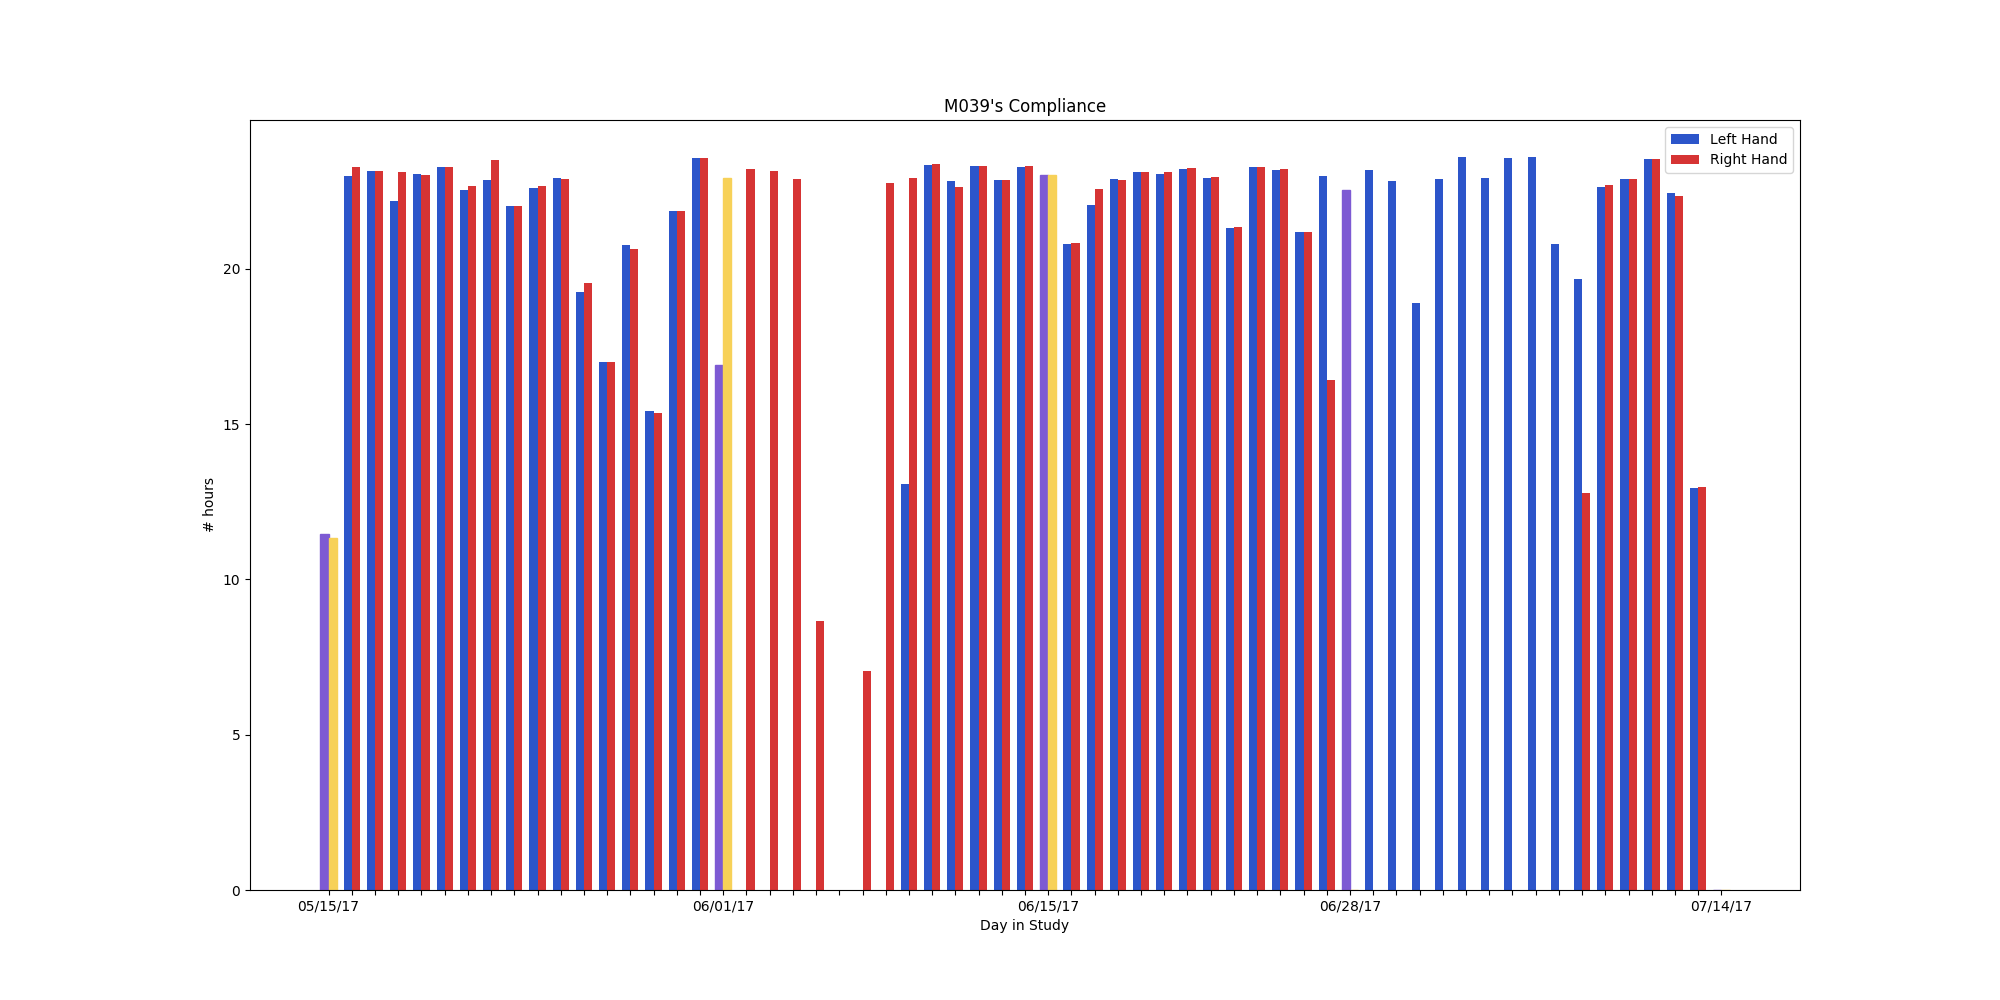 M039's Compliance
Left Hand
Right Hand
20
15
10
5
0
# hours
05/15/17 06/01/17 06/15/17 06/28/17 07/14/17
Day in Study